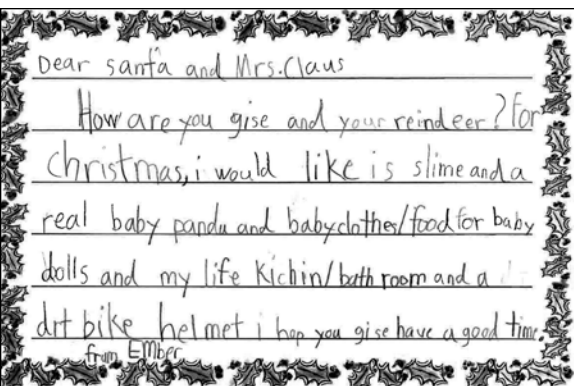 Dear santa and Mrs.Claus
How are you gise and your reindeer? For
christmas, i would like is slime and a
real baby panda and babyclothes/food for baby
dolls and my life kichin/bath room and a
drt bike helmet i hop you gise have a good time.
frum EMber